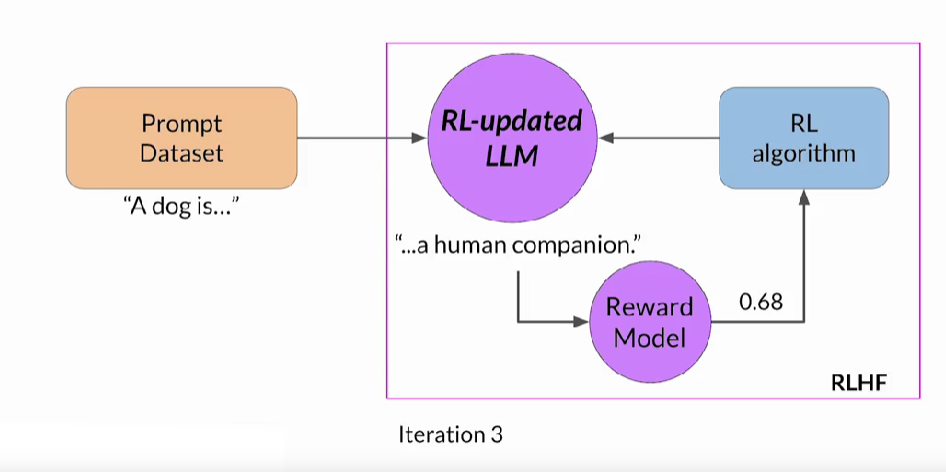 Prompt
Dataset
"A dog is..."
RL-updated
LLM
"...a human companion."
RL
algorithm
Reward
Model
0.68
RLHF
Iteration 3